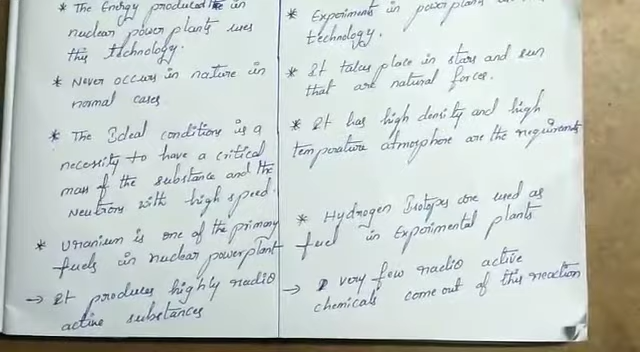 * The Energy produced in
nuclear power plants uses
this technology.
* Never occurs in nature in
normal cases
* The Ideal conditions is a
necessity to have a critical
mass of the substance and the
Neutrons with high speed.
* Uranium is one of the primary
fuels in nuclear power plant
→ It produces highly radio
active substances
* Experiments in power plants
technology.
* It takes place in stars and sun
that are natural forces.
* It has high density and high
temperature atmosphere are the requirements
* Hydrogen Isotopes are used as
fuel in Experimental plants
→ very few radio active
chemicals come out of this reaction